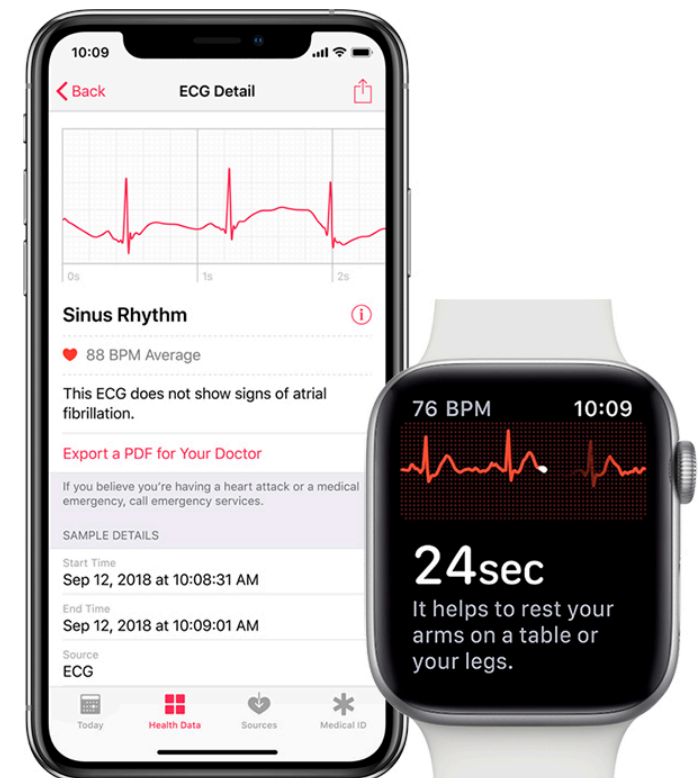 10:09
Back
ECG Detail
0s
1s
2s
Sinus Rhythm
88 BPM Average
This ECG does not show signs of atrial
fibrillation.
Export a PDF for Your Doctor
If you believe you're having a heart attack or a medical
emergency, call emergency services.
SAMPLE DETAILS
Start Time
Sep 12, 2018 at 10:08:31 AM
End Time
Sep 12, 2018 at 10:09:01 AM
Source
ECG
Today
Health Data
Sources
Medical ID
76 BPM
10:09
24sec
It helps to rest your
arms on a table or
your legs.